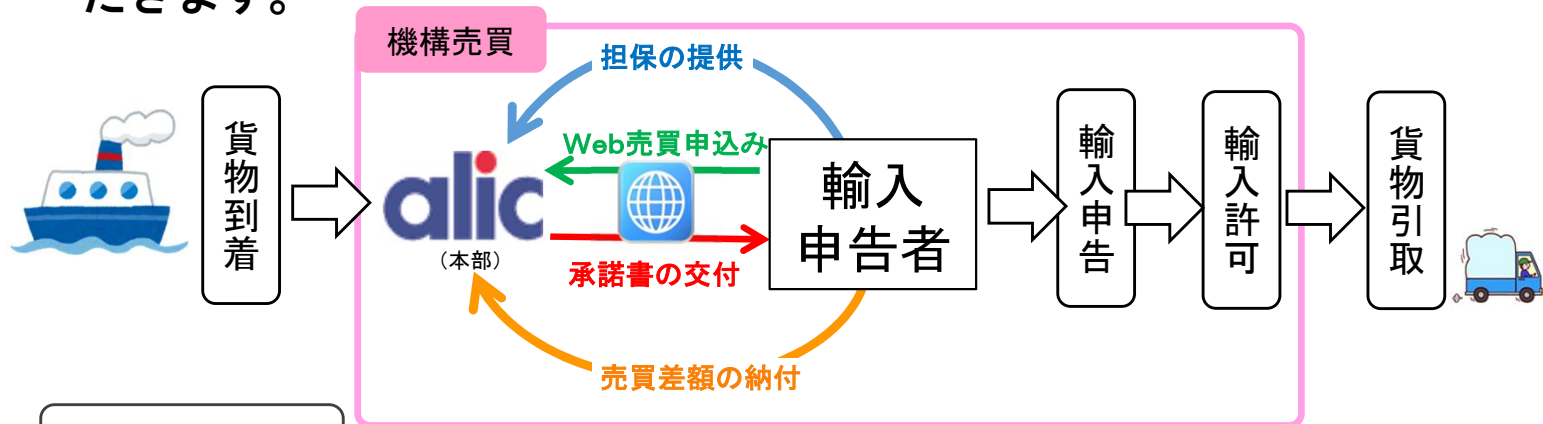 だきます。
機構売買
担保の提供
Web売買申込み
貨物到着
alic
(本部)
輸入
申告者
承諾書の交付
売買差額の納付
輸入申告
輸入許可
貨物引取